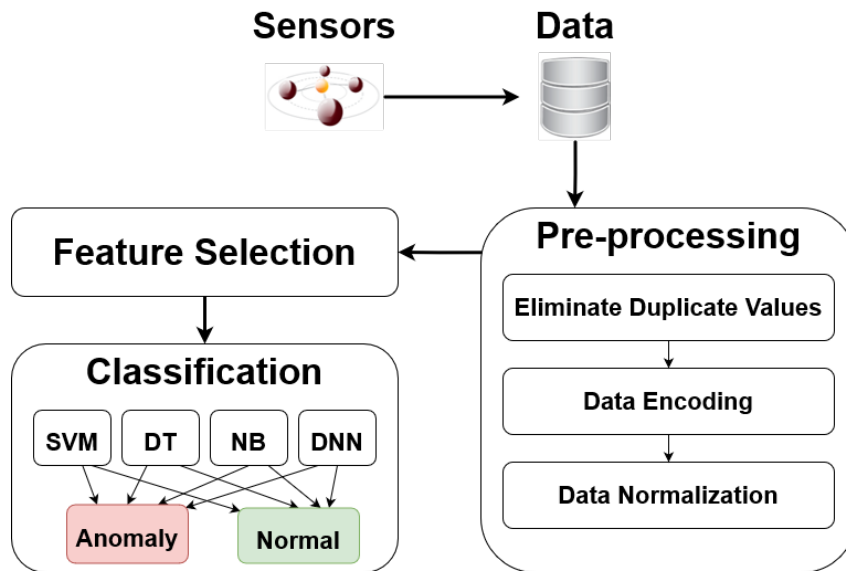 Sensors
Data
Pre-processing
Eliminate Duplicate Values
Data Encoding
Data Normalization
Feature Selection
Classification
SVM
DT
NB
DNN
Anomaly
Normal